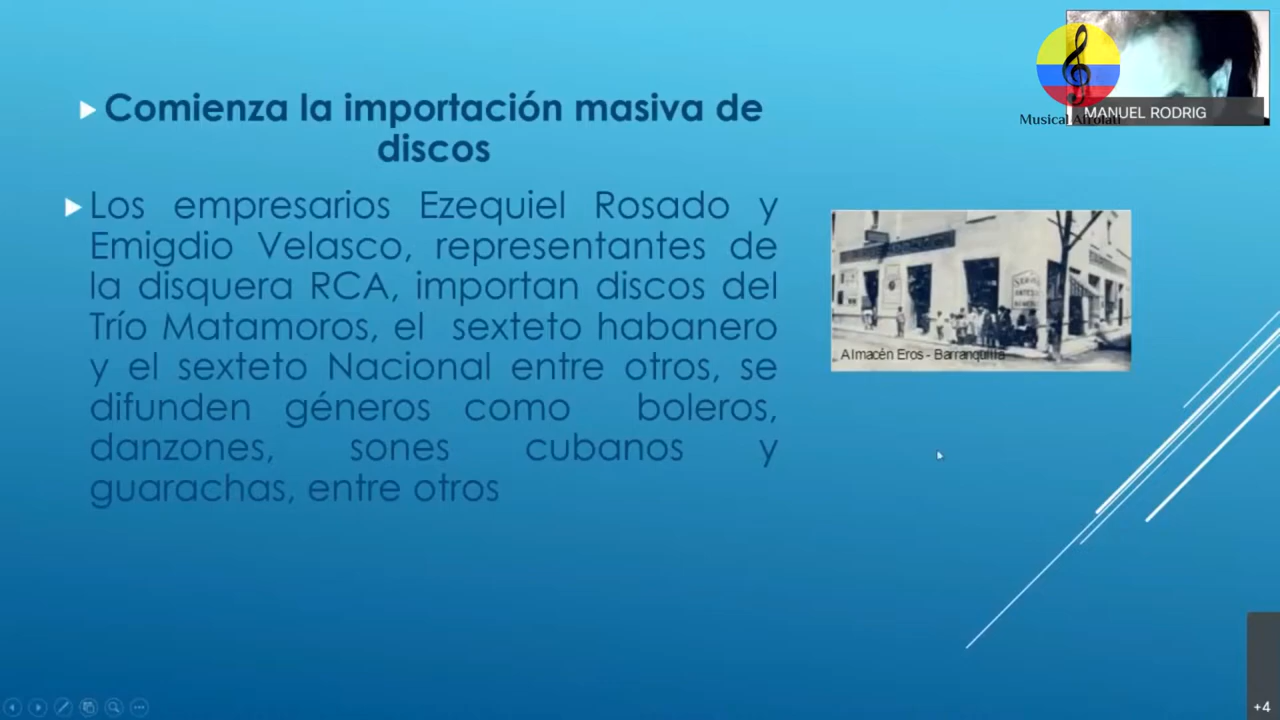 Comienza la importación masiva de
discos
Los empresarios Ezequiel Rosado y
Emigdio Velasco, representantes de
la disquera RCA, importan discos del
Trío Matamoros, el sexteto habanero
y el sexteto Nacional entre otros, se
difunden géneros como boleros,
danzones, sones cubanos y
guarachas, entre otros
MANUEL RODRIG
Musical Afrolati
Almacén Eros - Barranquilla
+4